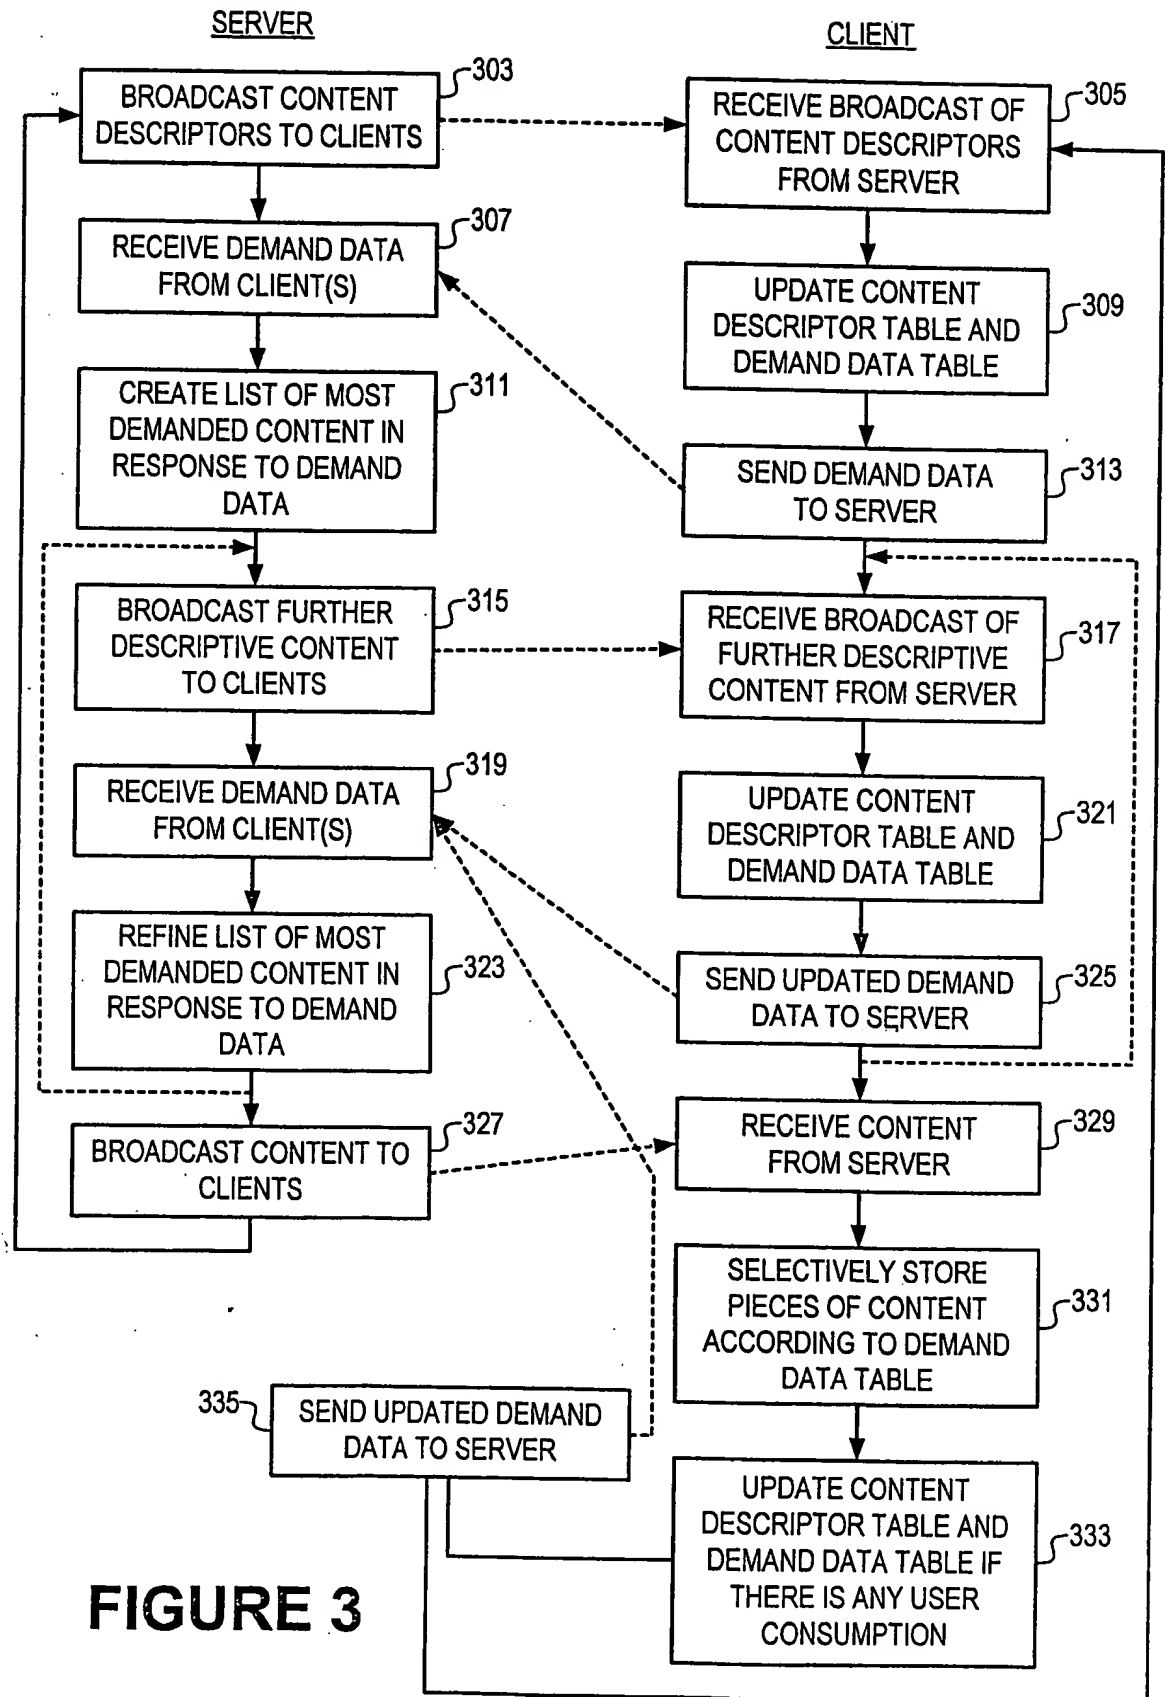 SERVER
CLIENT
BROADCAST CONTENT
DESCRIPTORS TO CLIENTS
303
RECEIVE BROADCAST OF
CONTENT DESCRIPTORS
FROM SERVER
305
RECEIVE DEMAND DATA
FROM CLIENT(S)
307
UPDATE CONTENT
DESCRIPTOR TABLE AND
DEMAND DATA TABLE
309
CREATE LIST OF MOST
DEMANDED CONTENT IN
RESPONSE TO DEMAND
DATA
311
SEND DEMAND DATA
TO SERVER
313
BROADCAST FURTHER
DESCRIPTIVE CONTENT
TO CLIENTS
315
RECEIVE BROADCAST OF
FURTHER DESCRIPTIVE
CONTENT FROM SERVER
317
RECEIVE DEMAND DATA
FROM CLIENT(S)
319
UPDATE CONTENT
DESCRIPTOR TABLE AND
DEMAND DATA TABLE
321
REFINE LIST OF MOST
DEMANDED CONTENT IN
RESPONSE TO DEMAND
DATA
323
SEND UPDATED DEMAND
DATA TO SERVER
325
BROADCAST CONTENT TO
CLIENTS
327
RECEIVE CONTENT
FROM SERVER
329
SELECTIVELY STORE
PIECES OF CONTENT
ACCORDING TO DEMAND
DATA TABLE
331
335
SEND UPDATED DEMAND
DATA TO SERVER
UPDATE CONTENT
DESCRIPTOR TABLE AND
DEMAND DATA TABLE IF
THERE IS ANY USER
CONSUMPTION
333
FIGURE 3